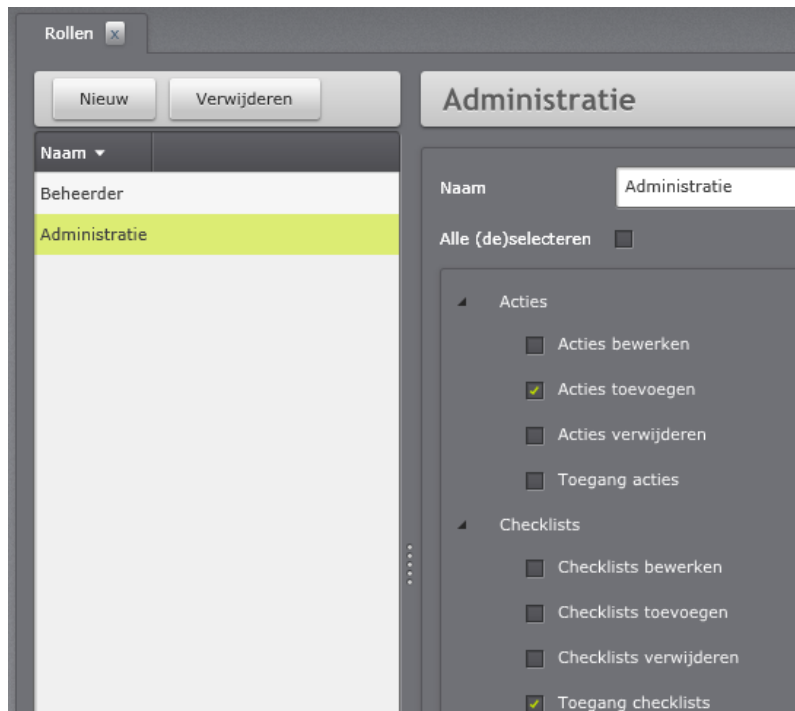 Rollen x
Nieuw Verwijderen
Naam
Beheerder
Administratie
Administratie
Naam Administratie
Alle (de)selecteren
Acties
Acties bewerken
Acties toevoegen
Acties verwijderen
Toegang acties
Checklists
Checklists bewerken
Checklists toevoegen
Checklists verwijderen
Toegang checklists